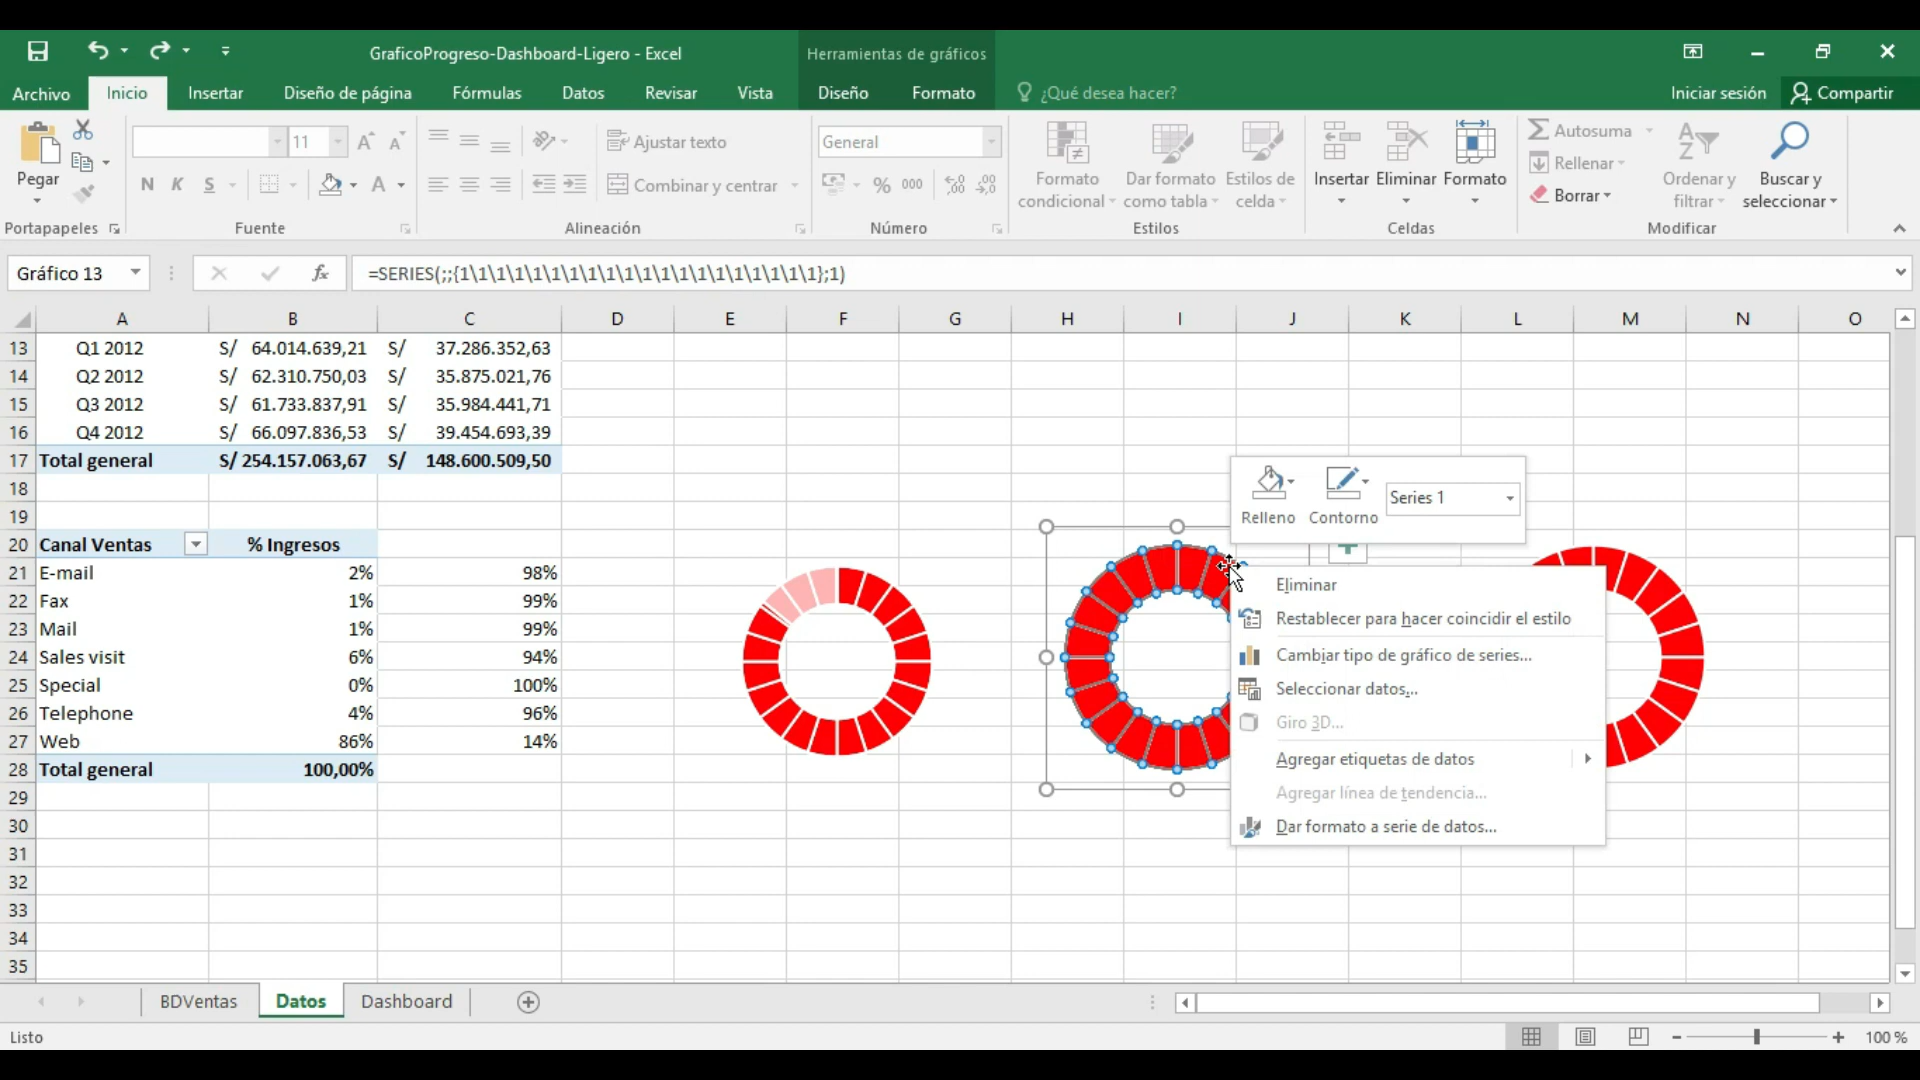 GraficoProgreso-Dashboard-Ligero - Excel
Herramientas de gráficos
Archivo Inicio Insertar Diseño de página Fórmulas Datos Revisar Vista Diseño Formato ¿Qué desea hacer? Iniciar sesión Compartir
Pegar
Portapapeles
11
N K S
A
Fuente
Ajustar texto
Combinar y centrar
Alineación
General
% 000
Número
Formato condicional
Dar formato como tabla
Estilos de celda
Estilos
Insertar Eliminar Formato
Celdas
Autosuma
Rellenar
Borrar
Ordenar y filtrar
Buscar y seleccionar
Modificar
Gráfico 13 fx =SERIES(;;{1\1\1\1\1\1\1\1\1\1\1\1\1\1\1\1\1\1\1\1};1)
A B C D E F G H I J K L M N O
13 Q1 2012 S/ 64.014.639,21 S/ 37.286.352,63
14 Q2 2012 S/ 62.310.750,03 S/ 35.875.021,76
15 Q3 2012 S/ 61.733.837,91 S/ 35.984.441,71
16 Q4 2012 S/ 66.097.836,53 S/ 39.454.693,39
17 Total general S/ 254.157.063,67 S/ 148.600.509,50
18
19
20 Canal Ventas % Ingresos
21 E-mail 2% 98%
22 Fax 1% 99%
23 Mail 1% 99%
24 Sales visit 6% 94%
25 Special 0% 100%
26 Telephone 4% 96%
27 Web 86% 14%
28 Total general 100,00%
29
30
31
32
33
34
35
Series 1
Relleno Contorno
Eliminar
Restablecer para hacer coincidir el estilo
Cambiar tipo de gráfico de series...
Seleccionar datos...
Giro 3D...
Agregar etiquetas de datos
Agregar línea de tendencia...
Dar formato a serie de datos...
BDVentas Datos Dashboard
Listo
100 %